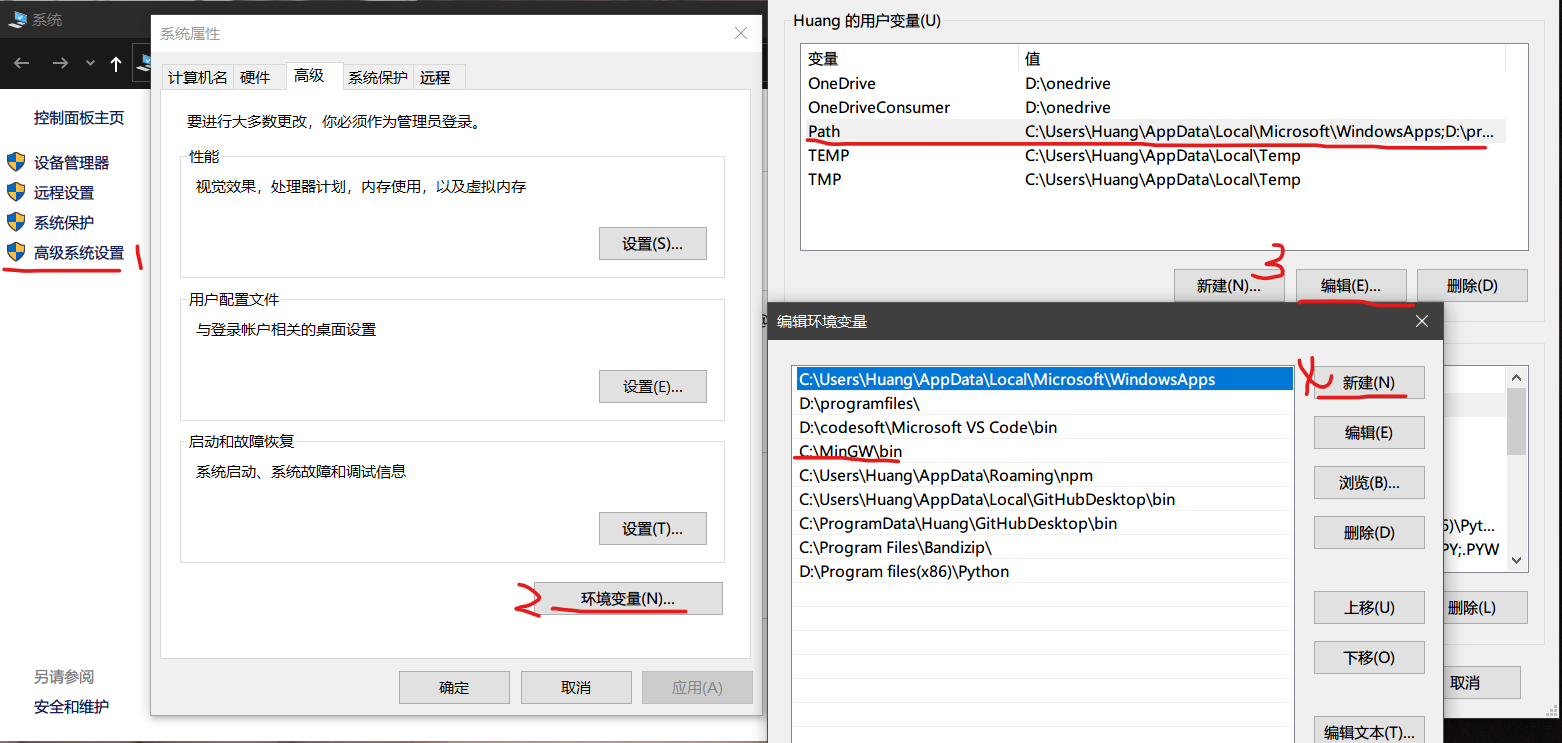 系统
控制面板主页
设备管理器
远程设置
系统保护
高级系统设置
1
另请参阅
安全和维护
系统属性
计算机名 硬件 高级 系统保护 远程
要进行大多数更改，你必须作为管理员登录。
性能
视觉效果，处理器计划，内存使用，以及虚拟内存
设置(S)...
用户配置文件
与登录帐户相关的桌面设置
设置(E)...
启动和故障恢复
系统启动、系统故障和调试信息
设置(T)...
2 环境变量(N)...
确定 取消 应用(A)
Huang 的用户变量(U)
变量 值
OneDrive D:\onedrive
OneDriveConsumer D:\onedrive
Path C:\Users\Huang\AppData\Local\Microsoft\WindowsApps;D:\pr...
TEMP C:\Users\Huang\AppData\Local\Temp
TMP C:\Users\Huang\AppData\Local\Temp
新建(N)... 3 编辑(E)... 删除(D)
编辑环境变量
C:\Users\Huang\AppData\Local\Microsoft\WindowsApps
D:\programfiles\
D:\codesoft\Microsoft VS Code\bin
C:\MinGW\bin
C:\Users\Huang\AppData\Roaming\npm
C:\Users\Huang\AppData\Local\GitHubDesktop\bin
C:\ProgramData\Huang\GitHubDesktop\bin
C:\Program Files\Bandizip\
D:\Program files(x86)\Python
4 新建(N)
编辑(E)
浏览(B)...
删除(D)
上移(U)
下移(O)
编辑文本(T)...
6)\Pyt...
PY;.PYW
删除(L)
取消